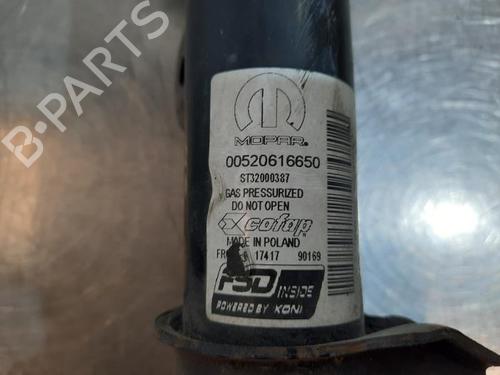 B-PARTS
MOPAR
00520616650
ST32000387
GAS PRESSURIZED
DO NOT OPEN
cofap
MADE IN POLAND
17417 90169
FSD INSIDE
POWERED BY KONI